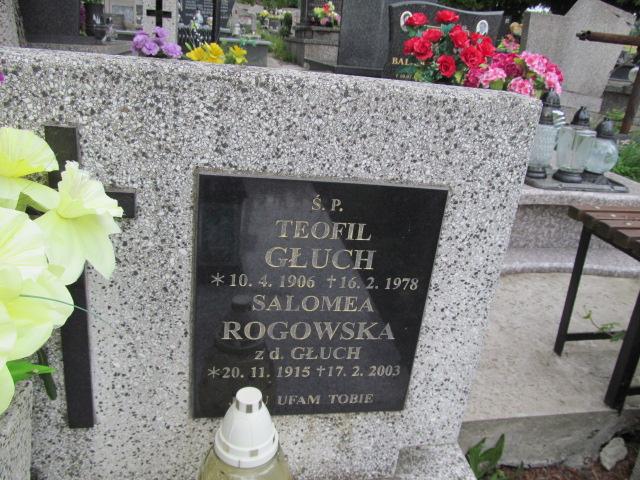 Ś. P.
TEOFIL
GŁUCH
*10. 4. 1906 †16. 2. 1978
SALOMEA
ROGOWSKA
z d. GŁUCH
*20. 11. 1915 †17. 2. 2003
UFAM TOBIE